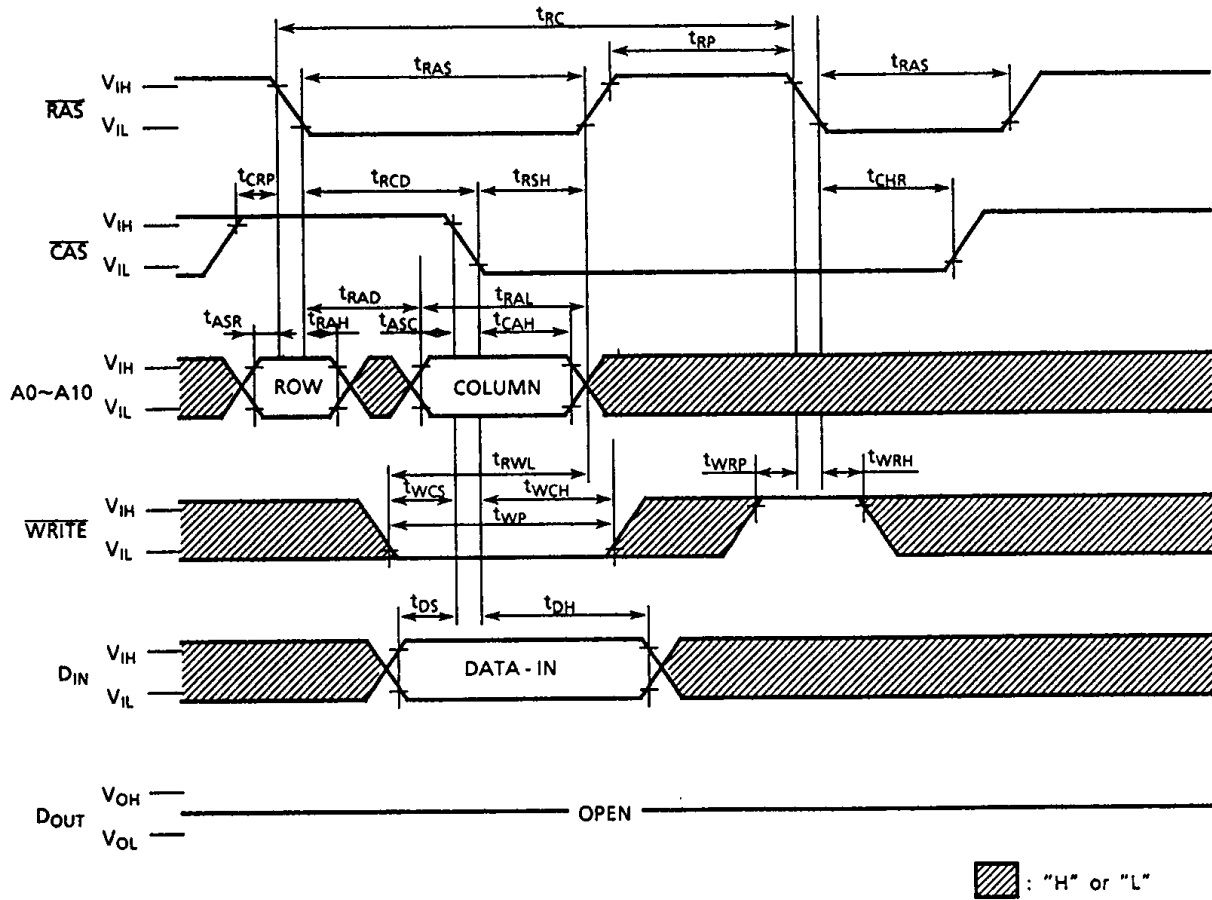 tRC
tRP
tRAS
tRAS
VIH
RAS
VIL
tCRP
tRCD
tRSH
tCHR
VIH
CAS
VIL
tRAD
tRAL
tASR
tRAH
tASC
tCAH
VIH
A0~A10
ROW
COLUMN
VIL
tRWL
tWRP
tWRH
tWCS
tWCH
VIH
WRITE
tWP
VIL
tDS
tDH
VIH
DIN
DATA - IN
VIL
VOH
DOUT
OPEN
VOL
: "H" or "L"